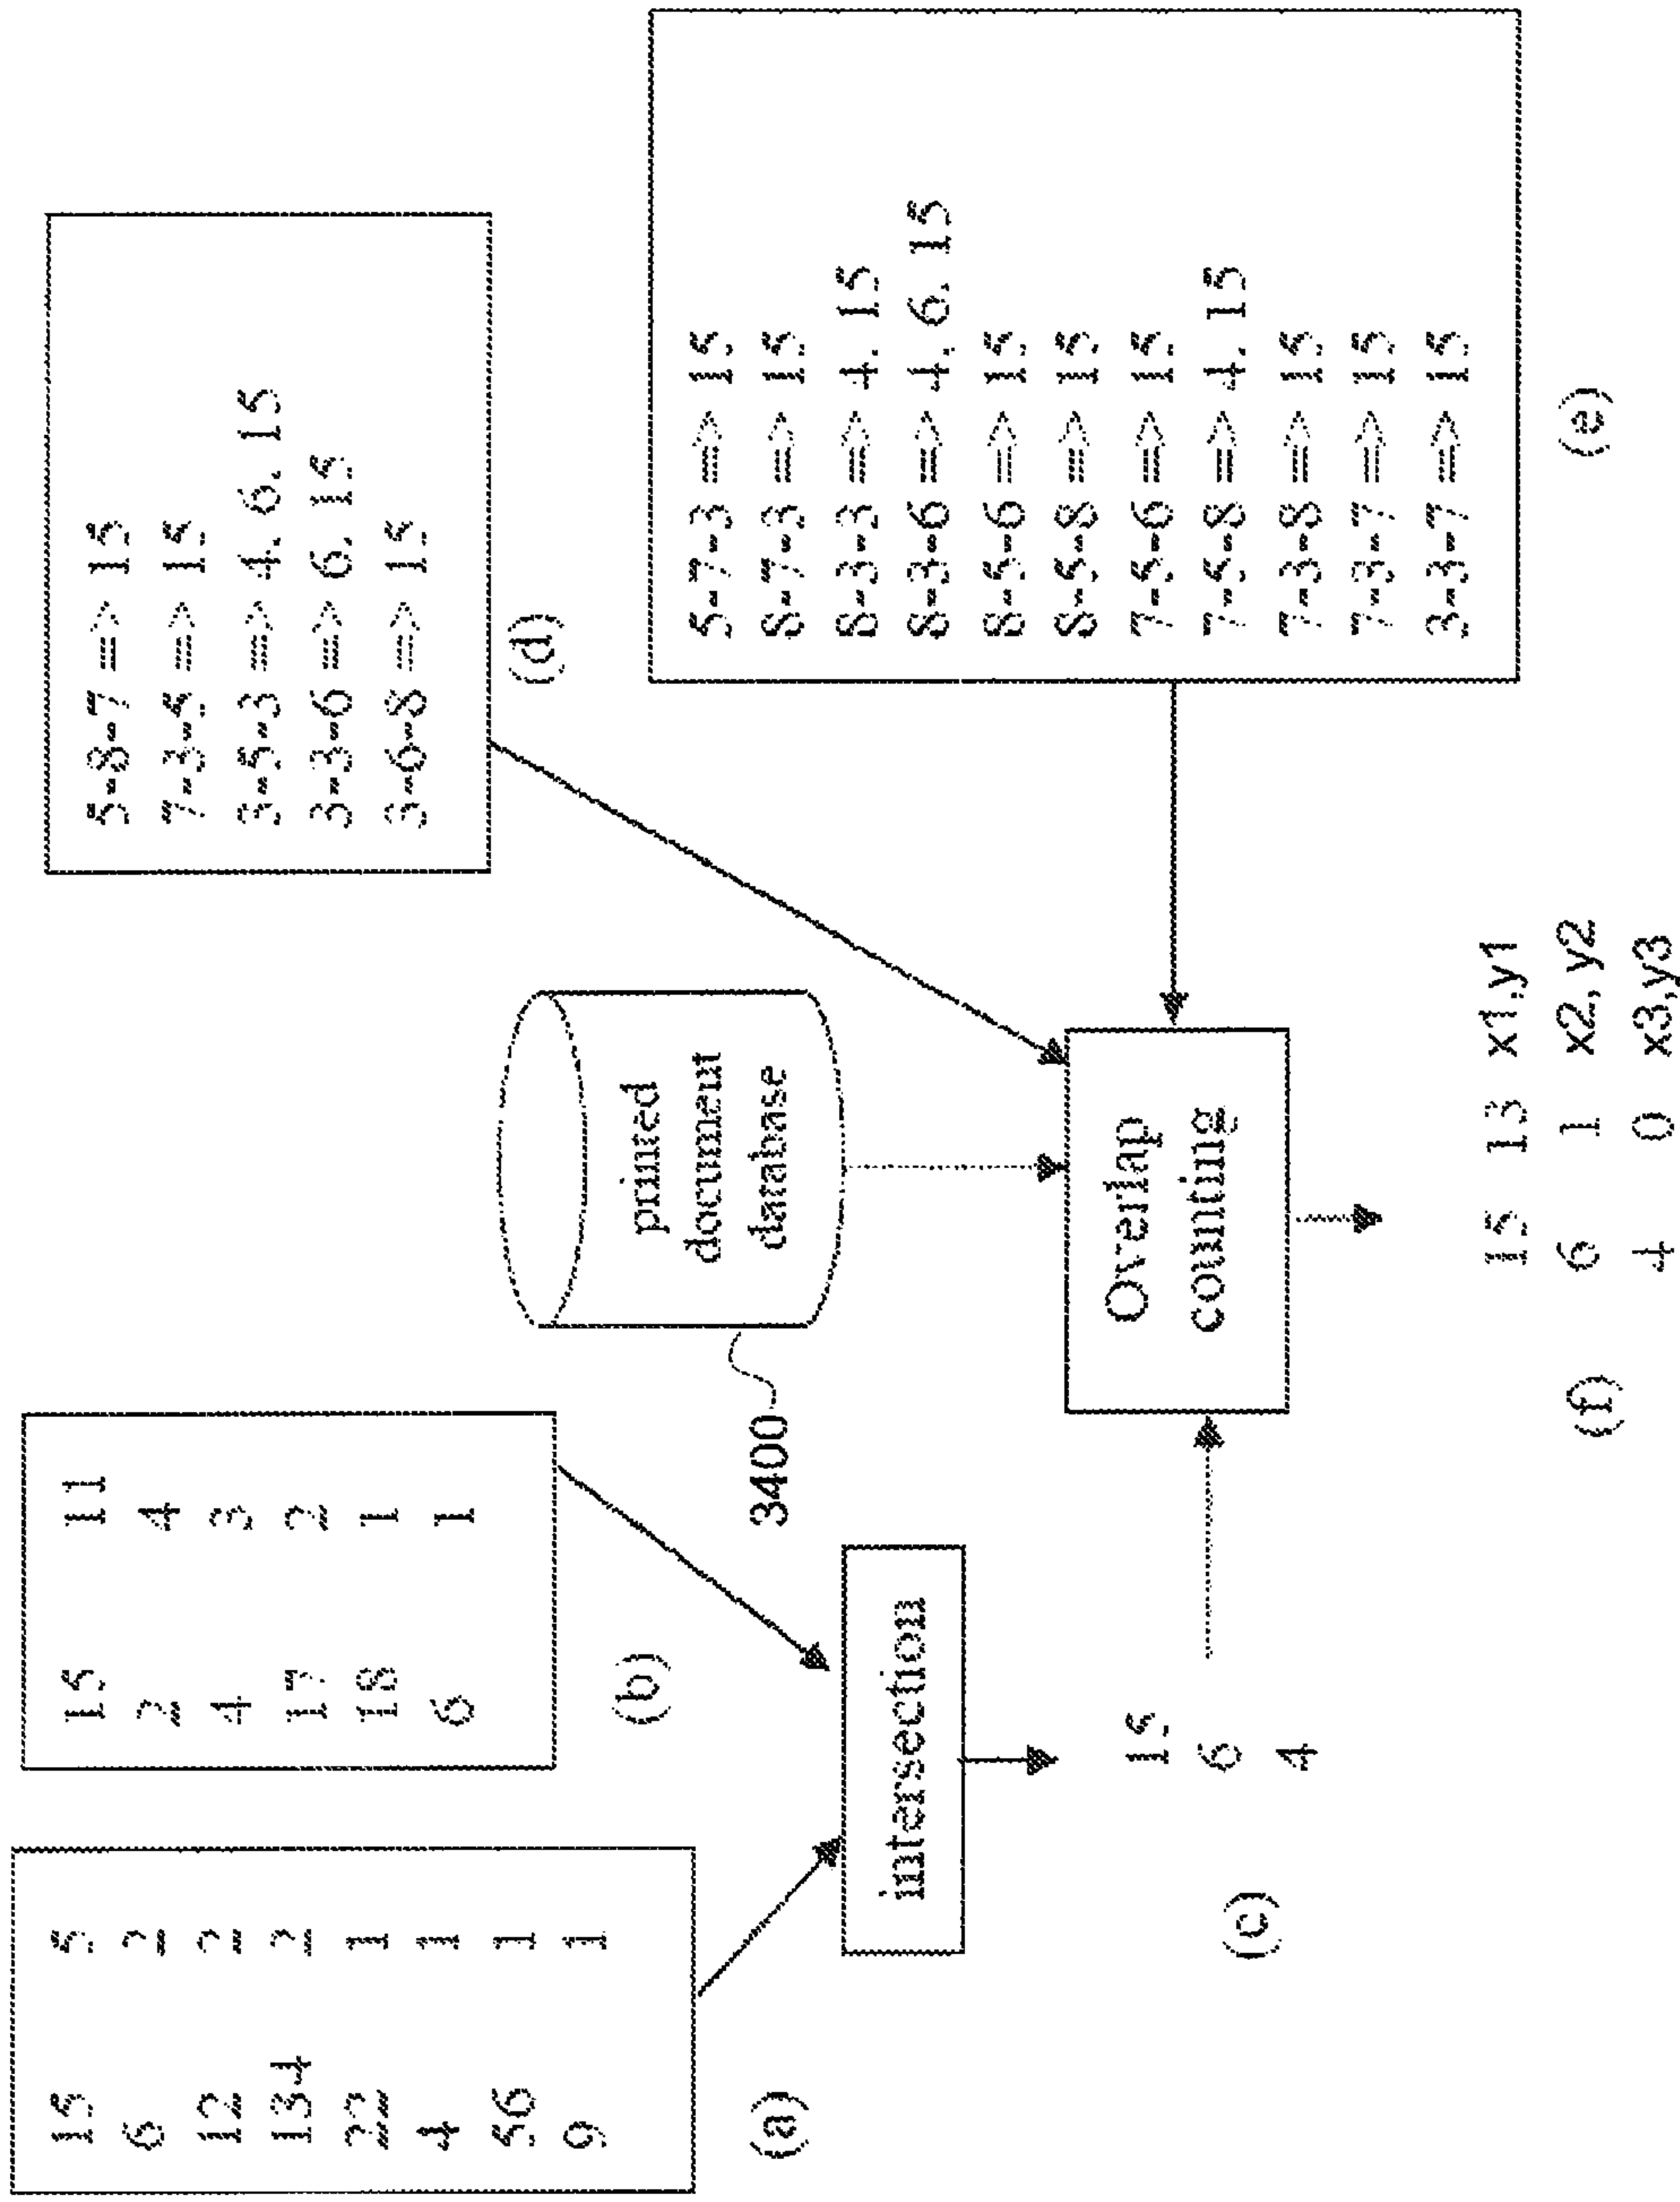 15 5
6 2
12 2
134 2
22 1
4 1
56 1
9 1
(a)
15 11
2 4
4 3
17 2
18 1
6 1
(b)
intersection
15
6
4
(c)
3400
printed
document
database
5-8-7 => 15
7-3-5 => 15
3-5-3 => 4, 6, 15
3-3-6 => 6, 15
3-6-8 => 15
(d)
5-7-3 => 15
8-7-3 => 15
8-3-3 => 4, 15
8-3-6 => 4, 6, 15
8-5-6 => 15
8-5-8 => 15
7-5-6 => 15
7-5-8 => 4, 15
7-3-8 => 15
7-3-7 => 15
3-3-7 => 15
(e)
Overlap
counting
15 13 x1,y1
6 1 x2, y2
4 0 x3,y3
(f)